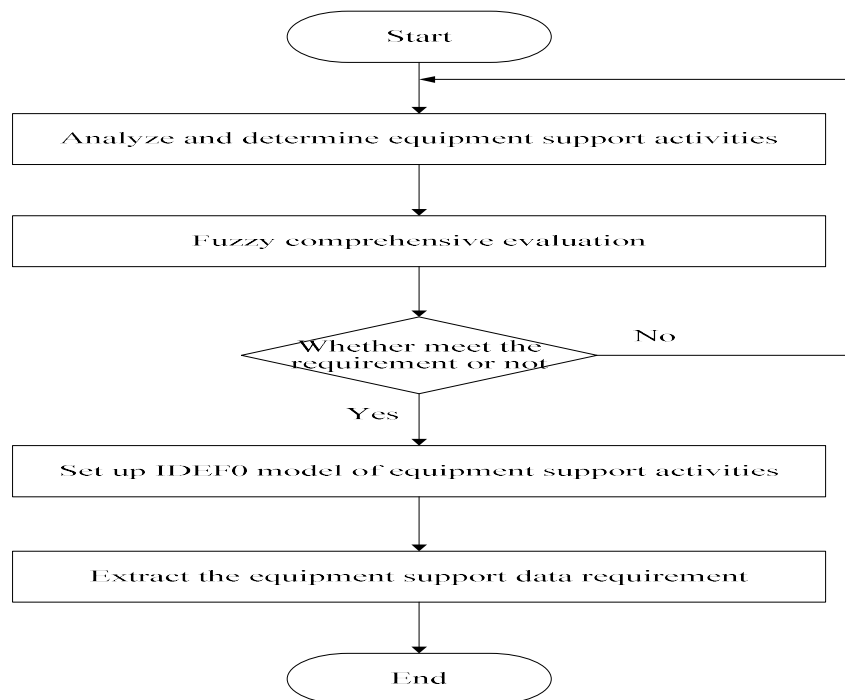 Start
Analyze and determine equipment support activities
Fuzzy comprehensive evaluation
Whether meet the
requirement or not
No
Yes
Set up IDEF0 model of equipment support activities
Extract the equipment support data requirement
End